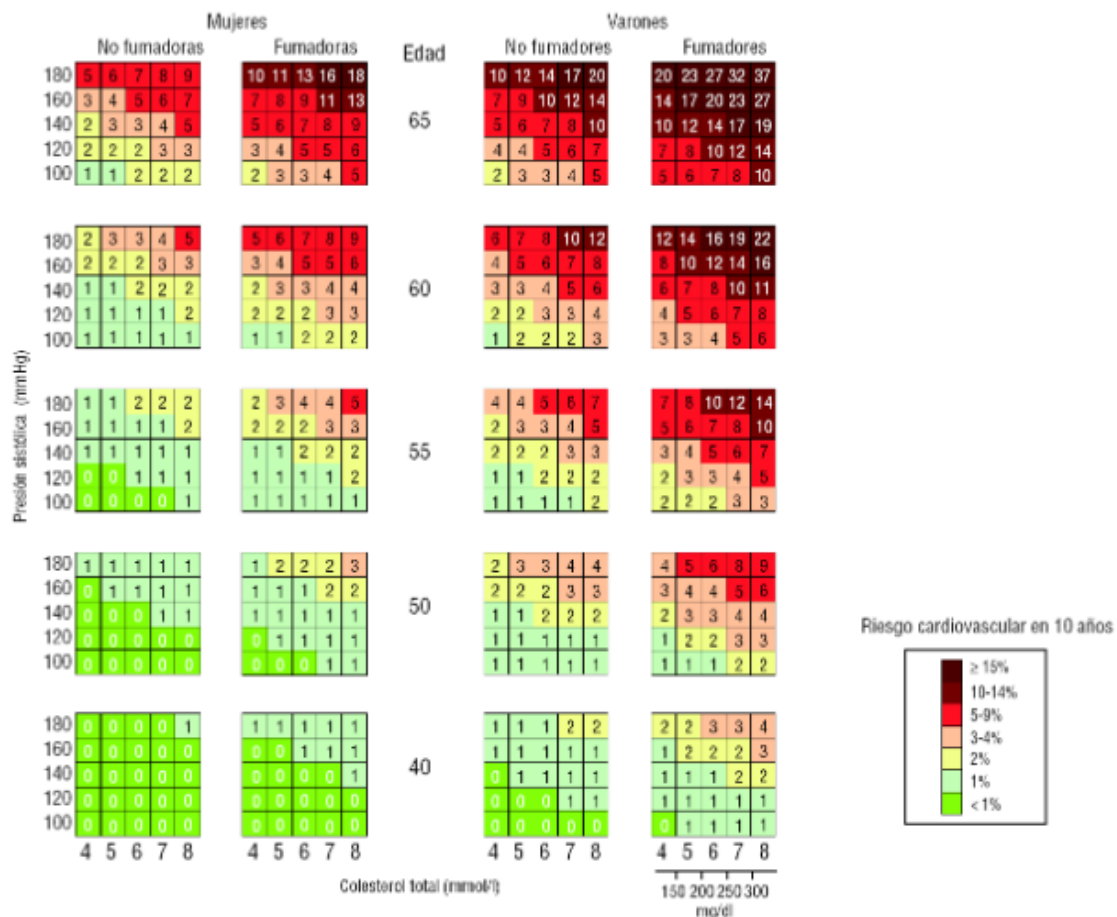 Mujeres Varones
No fumadoras Fumadoras Edad No fumadores Fumadores
180 5 6 7 8 9 10 11 13 16 18 10 12 14 17 20 20 23 27 32 37
160 3 4 5 6 7 7 8 9 11 13 7 9 10 12 14 14 17 20 23 27
140 2 3 3 4 5 5 6 7 8 9 65 5 6 7 8 10 10 12 14 17 19
120 2 2 2 3 3 3 4 5 5 6 4 4 5 6 7 7 8 10 12 14
100 1 1 2 2 2 2 3 3 4 5 2 3 3 4 5 5 6 7 8 10
180 2 3 3 4 5 5 6 7 8 9 6 7 8 10 12 12 14 16 19 22
160 2 2 2 3 3 3 4 5 5 6 4 5 6 7 8 8 10 12 14 16
140 1 1 2 2 2 2 3 3 4 4 60 3 3 4 5 6 6 7 8 10 11
120 1 1 1 1 2 2 2 2 3 3 2 2 3 3 4 4 5 6 7 8
100 1 1 1 1 1 1 1 2 2 2 1 2 2 2 3 3 3 4 5 6
Presión sistólica (mmHg)
180 1 1 2 2 2 2 3 4 4 5 4 4 5 6 7 7 8 10 12 14
160 1 1 1 1 2 2 2 2 3 3 2 3 3 4 5 5 6 7 8 10
140 1 1 1 1 1 1 1 2 2 2 55 2 2 2 3 3 3 4 5 6 7
120 0 0 1 1 1 1 1 1 1 2 1 1 2 2 2 2 3 3 4 5
100 0 0 0 0 1 1 1 1 1 1 1 1 1 1 2 2 2 2 3 3
180 1 1 1 1 1 1 2 2 2 3 2 3 3 4 4 4 5 6 8 9
160 0 1 1 1 1 1 1 1 2 2 2 2 2 3 3 3 4 4 5 6
140 0 0 0 1 1 1 1 1 1 1 50 1 1 2 2 2 2 3 3 4 4
120 0 0 0 0 0 0 1 1 1 1 1 1 1 1 1 1 2 2 3 3
100 0 0 0 0 0 0 0 0 1 1 1 1 1 1 1 1 1 1 2 2
180 0 0 0 0 1 1 1 1 1 1 1 1 1 2 2 2 2 3 3 4
160 0 0 0 0 0 0 0 1 1 1 1 1 1 1 1 1 2 2 2 3
140 0 0 0 0 0 0 0 0 0 1 40 0 1 1 1 1 1 1 1 2 2
120 0 0 0 0 0 0 0 0 0 0 0 0 0 1 1 1 1 1 1 1
100 0 0 0 0 0 0 0 0 0 0 0 0 0 0 0 0 1 1 1 1
4 5 6 7 8 4 5 6 7 8 4 5 6 7 8 4 5 6 7 8
Colesterol total (mmol/l)
150 200 250 300
mg/dl
Riesgo cardiovascular en 10 años
≥ 15%
10-14%
5-9%
3-4%
2%
1%
< 1%